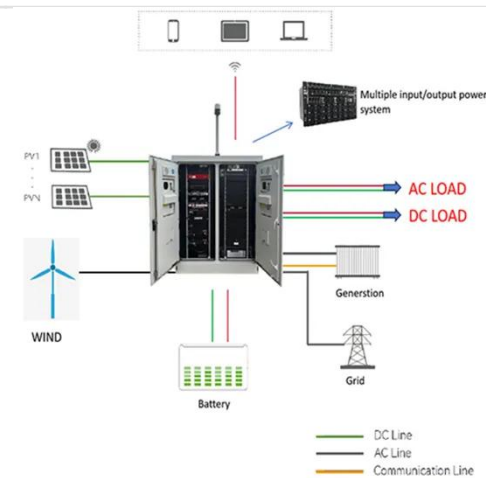 Multiple input/output power
system
PV1
PVN
AC LOAD
DC LOAD
WIND
Generstion
Grid
Battery
DC Line
AC Line
Communication Line